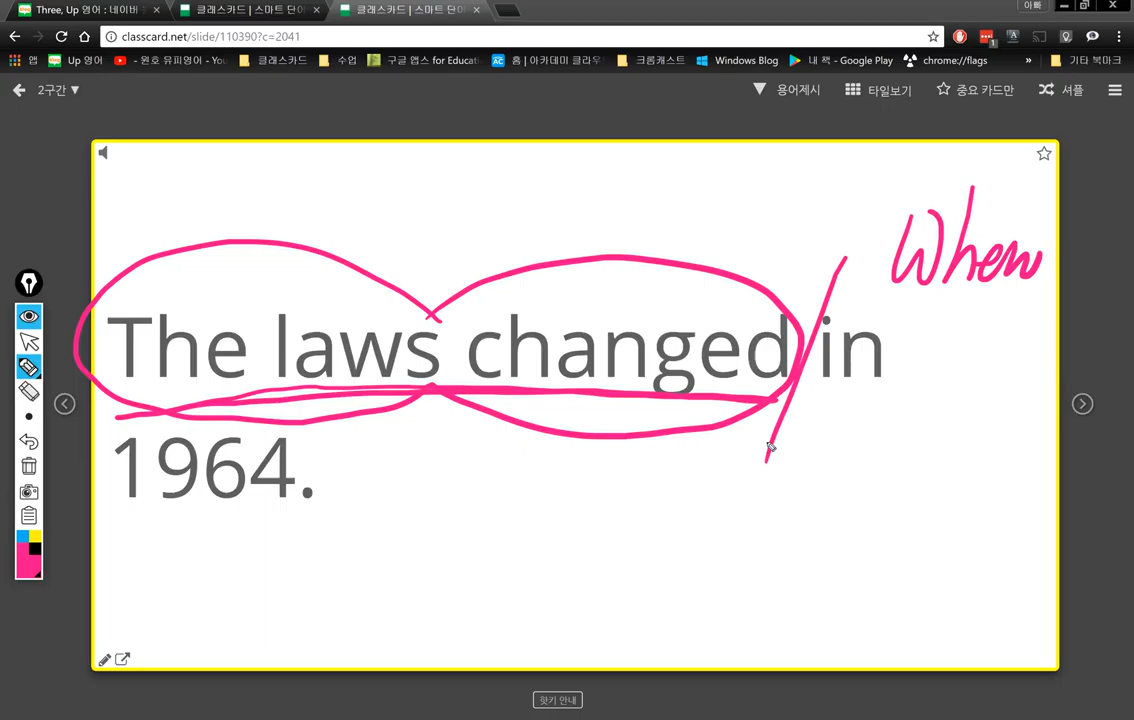 Three, Up 영어 : 네이버
클래스카드 | 스마트 단어
클래스카드 | 스마트 단어
아빠
classcard.net/slide/110390?c=2041
1
앱
Up 영어
- 원호 유피영어 - You
클래스카드
수업
구글 앱스 for Educati
홈 | 아카데미 클라우
크롬캐스트
Windows Blog
내 책 - Google Play
chrome://flags
»
기타 북마크
2구간 ▼
▼ 용어제시
타일보기
중요 카드만
셔플
When
The laws changed in
1964.
핫키 안내